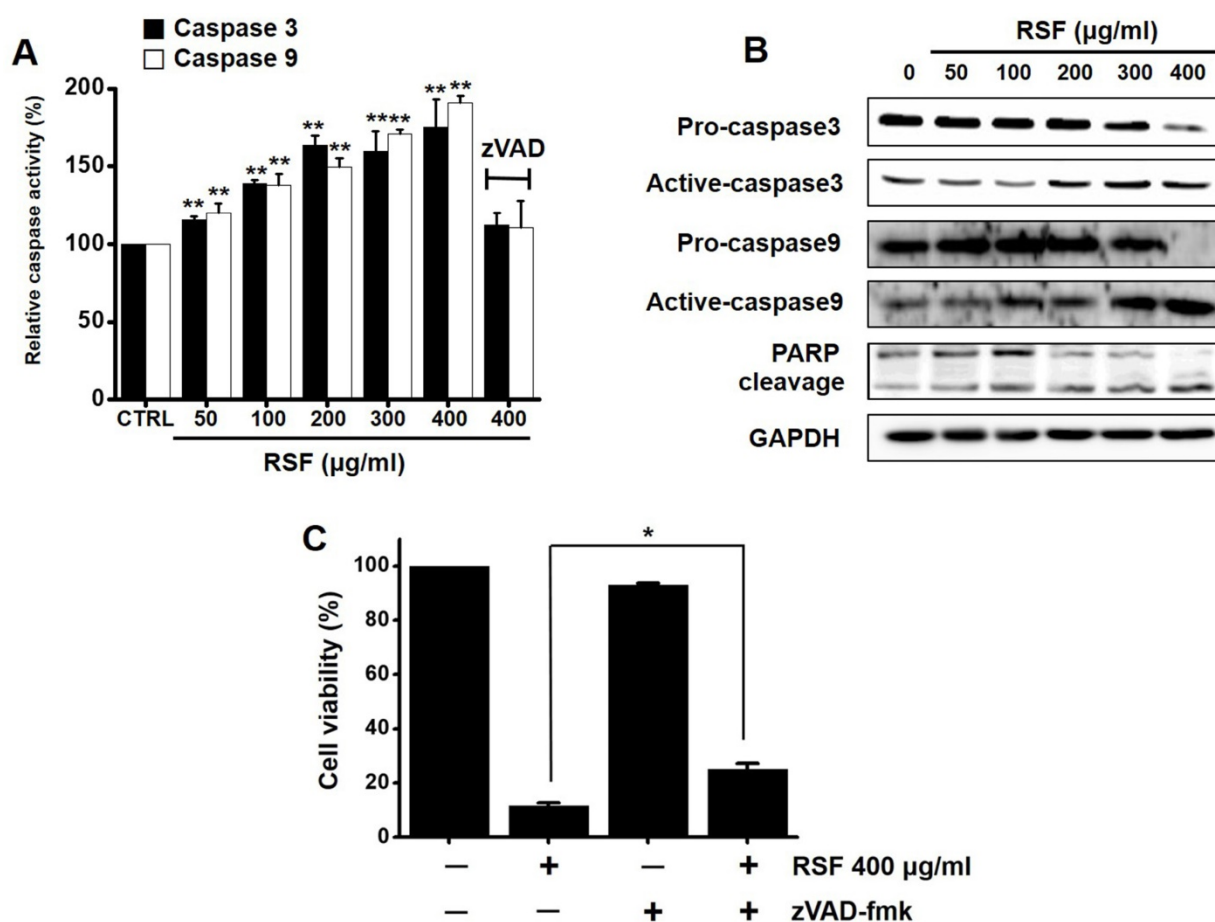 A
Caspase 3
Caspase 9
Relative caspase activity (%)
200
150
100
50
0
** ** ** ** ** ** **** ** **
zVAD
CTRL 50 100 200 300 400 400
RSF (µg/ml)
B
RSF (µg/ml)
0 50 100 200 300 400
Pro-caspase3
Active-caspase3
Pro-caspase9
Active-caspase9
PARP
cleavage
GAPDH
C
*
Cell viability (%)
100
80
60
40
20
0
— + — + RSF 400 µg/ml
— — + + zVAD-fmk